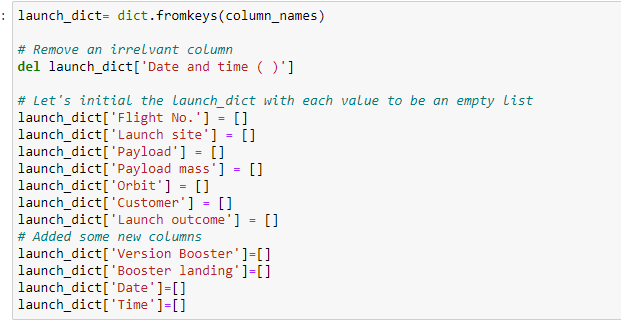 :
launch_dict= dict.fromkeys(column_names)
# Remove an irrelvant column
del launch_dict['Date and time ( )']
# Let's initial the launch_dict with each value to be an empty list
launch_dict['Flight No.'] = []
launch_dict['Launch site'] = []
launch_dict['Payload'] = []
launch_dict['Payload mass'] = []
launch_dict['Orbit'] = []
launch_dict['Customer'] = []
launch_dict['Launch outcome'] = []
# Added some new columns
launch_dict['Version Booster']=[]
launch_dict['Booster landing']=[]
launch_dict['Date']=[]
launch_dict['Time']=[]